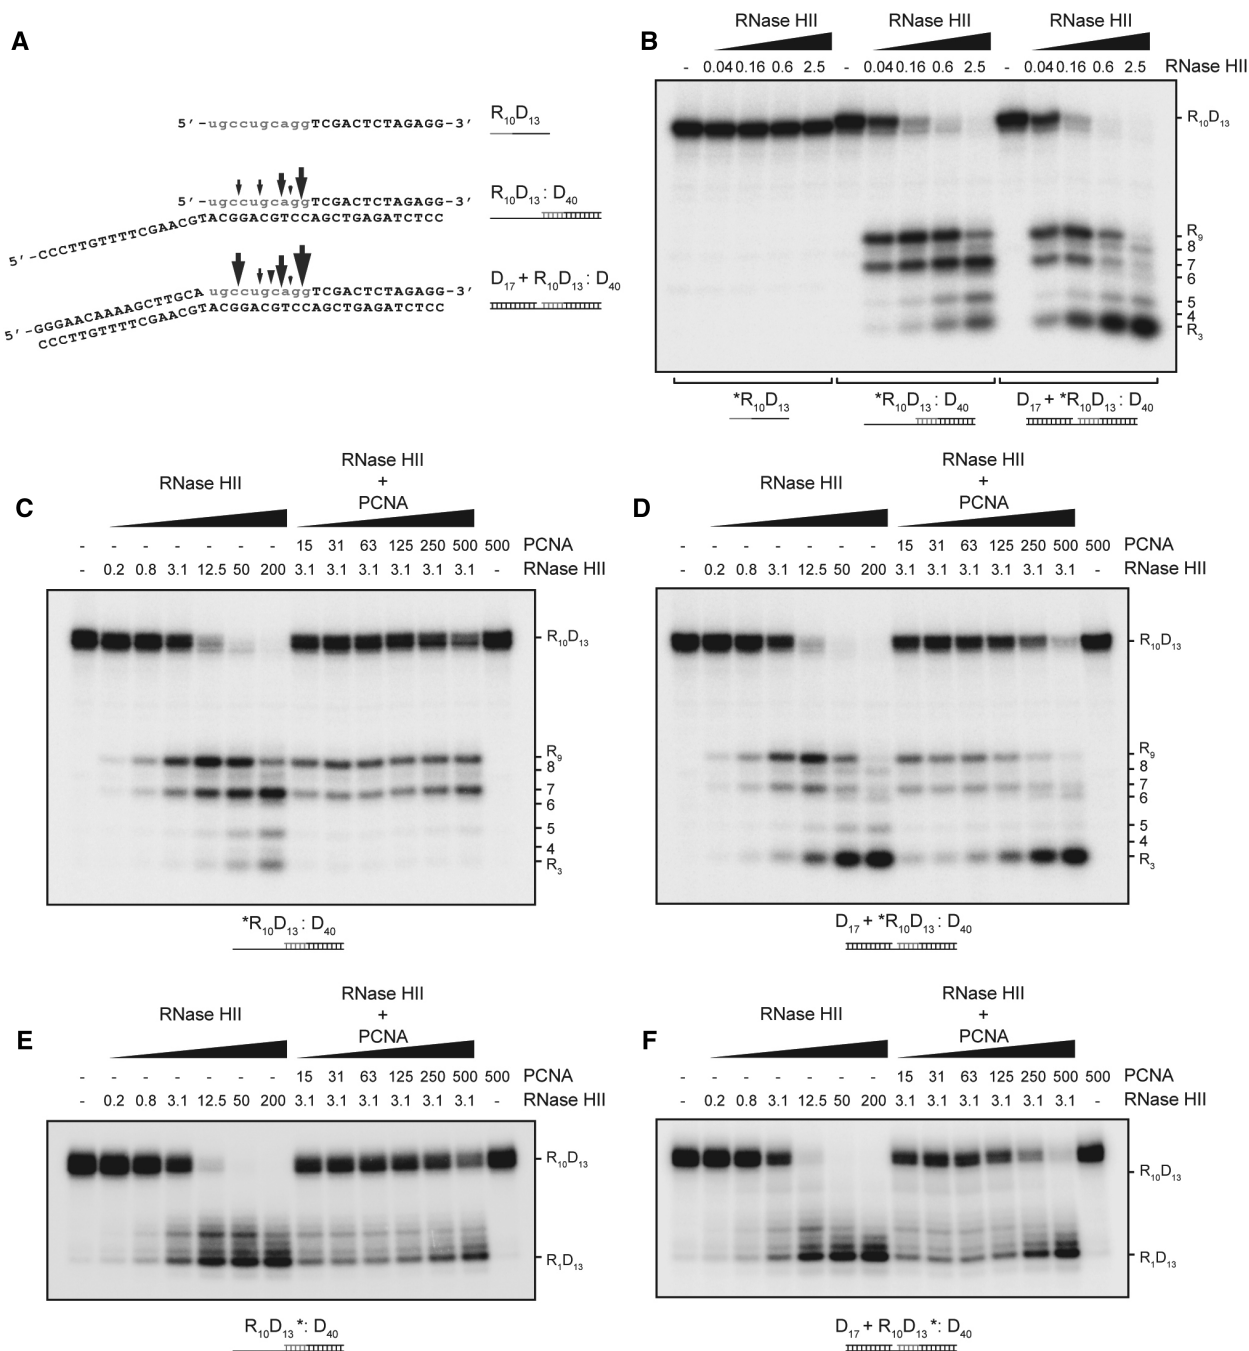 A
5′-ugccugcaggTCGACTCTAGAGG-3′
R10D13
5′-ugccugcaggTCGACTCTAGAGG-3′
R10D13 : D40
5′-CCCTTGTTTTCGAACGTACGGACGTCCAGCTGAGATCTCC
D17 + R10D13 : D40
5′-GGGAACAAAAGCTTGCA ugccugcaggTCGACTCTAGAGG-3′
CCCTTGTTTTCGAACGTACGGACGTCCAGCTGAGATCTCC
B
RNase HII RNase HII RNase HII
- 0.04 0.16 0.6 2.5 - 0.04 0.16 0.6 2.5 - 0.04 0.16 0.6 2.5 RNase HII
R10D13
R9
8
7
6
5
4
R3
*R10D13 *R10D13 : D40 D17 + *R10D13 : D40
C
RNase HII
RNase HII
+
PCNA
- - - - - - - 15 31 63 125 250 500 500 PCNA
- 0.2 0.8 3.1 12.5 50 200 3.1 3.1 3.1 3.1 3.1 3.1 - RNase HII
R10D13
R9
8
7
6
5
4
R3
*R10D13 : D40
D
RNase HII
RNase HII
+
PCNA
- - - - - - - 15 31 63 125 250 500 500 PCNA
- 0.2 0.8 3.1 12.5 50 200 3.1 3.1 3.1 3.1 3.1 3.1 - RNase HII
R10D13
R9
8
7
6
5
4
R3
D17 + *R10D13 : D40
E
RNase HII
RNase HII
+
PCNA
- - - - - - - 15 31 63 125 250 500 500 PCNA
- 0.2 0.8 3.1 12.5 50 200 3.1 3.1 3.1 3.1 3.1 3.1 - RNase HII
R10D13
R1D13
R10D13*: D40
F
RNase HII
RNase HII
+
PCNA
- - - - - - - 15 31 63 125 250 500 500 PCNA
- 0.2 0.8 3.1 12.5 50 200 3.1 3.1 3.1 3.1 3.1 3.1 - RNase HII
R10D13
R1D13
D17 + R10D13*: D40